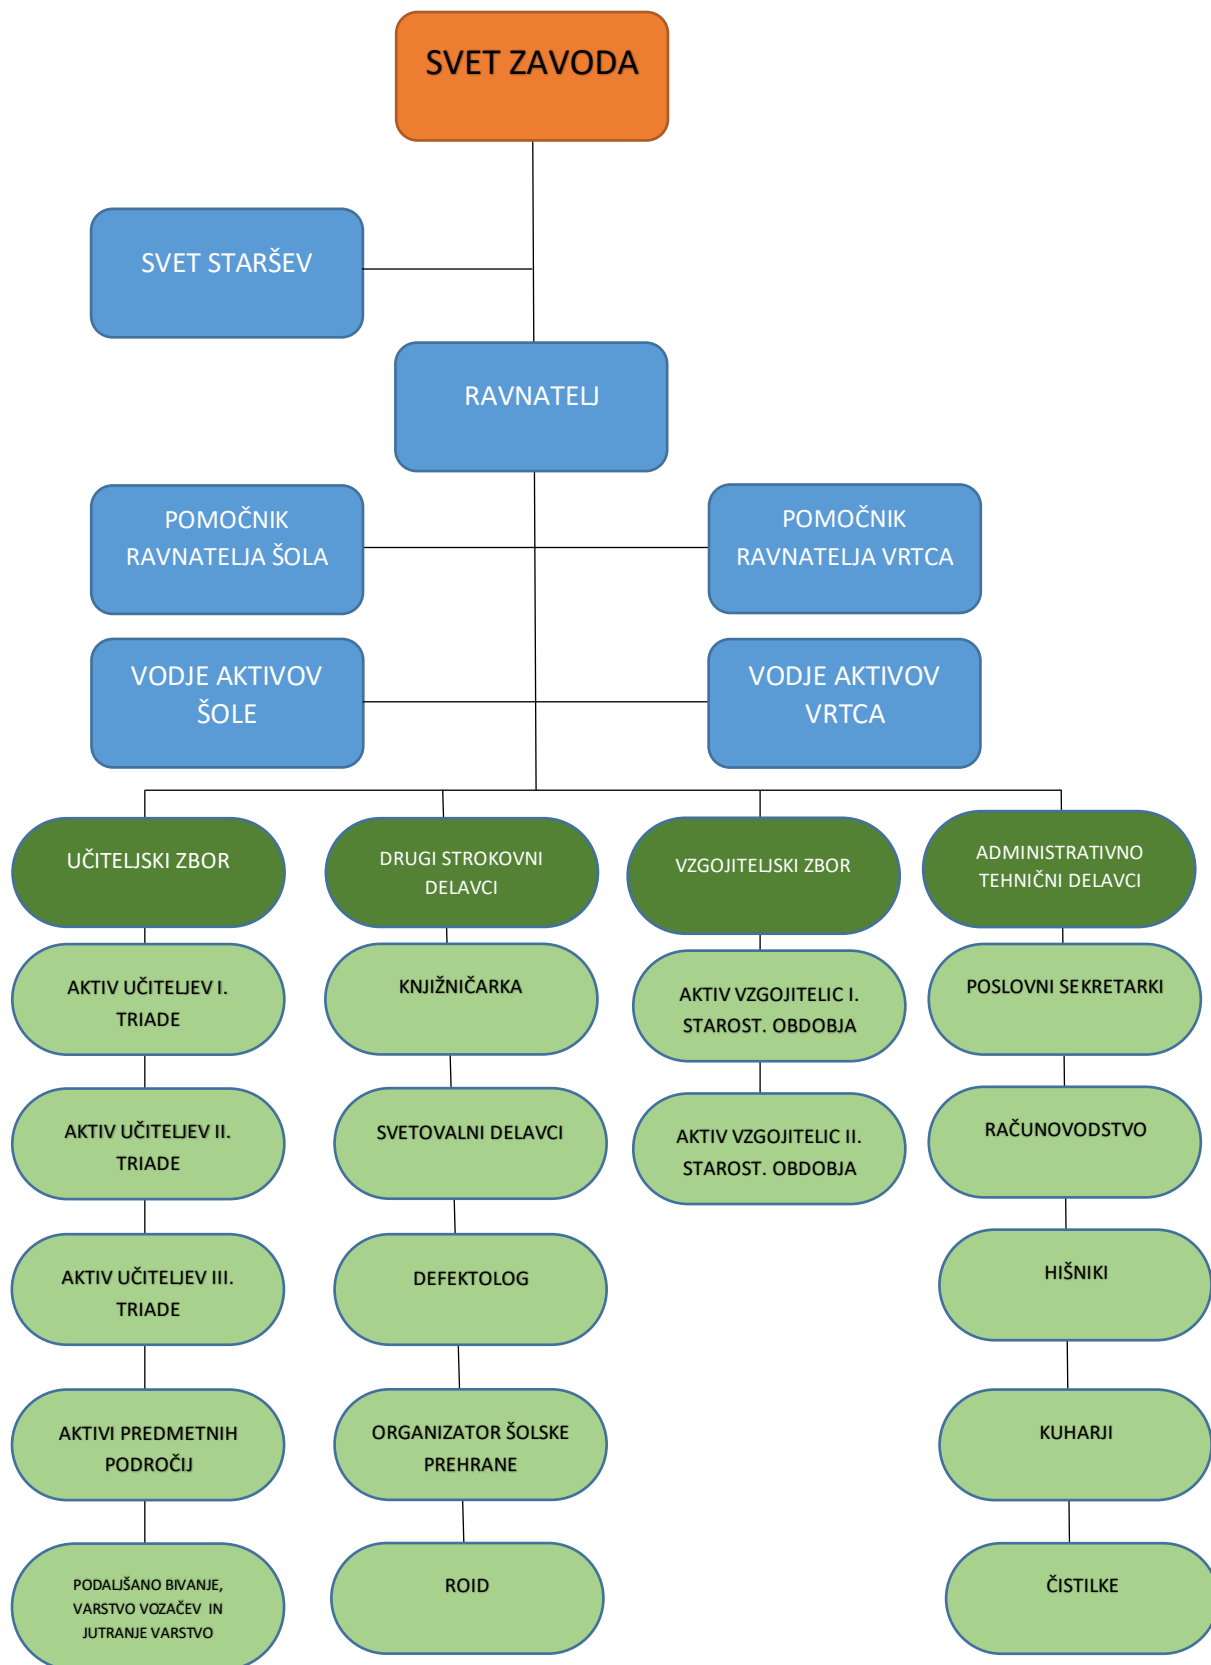 SVET ZAVODA
SVET STARŠEV
RAVNATELJ
POMOČNIK
RAVNATELJA ŠOLA
POMOČNIK
RAVNATELJA VRTCA
VODJE AKTIVOV
ŠOLE
VODJE AKTIVOV
VRTCA
UČITELJSKI ZBOR
DRUGI STROKOVNI
DELAVCI
VZGOJITELJSKI ZBOR
ADMINISTRATIVNO
TEHNIČNI DELAVCI
AKTIV UČITELJEV I.
TRIADE
KNJIŽNIČARKA
AKTIV VZGOJITELIC I.
STAROST. OBDOBJA
POSLOVNI SEKRETARKI
AKTIV UČITELJEV II.
TRIADE
SVETOVALNI DELAVCI
AKTIV VZGOJITELIC II.
STAROST. OBDOBJA
RAČUNOVODSTVO
AKTIV UČITELJEV III.
TRIADE
DEFEKTOLOG
HIŠNIKI
AKTIVI PREDMETNIH
PODROČIJ
ORGANIZATOR ŠOLSKE
PREHRANE
KUHARJI
PODALJŠANO BIVANJE,
VARSTVO VOZAČEV IN
JUTRANJE VARSTVO
ROID
ČISTILKE